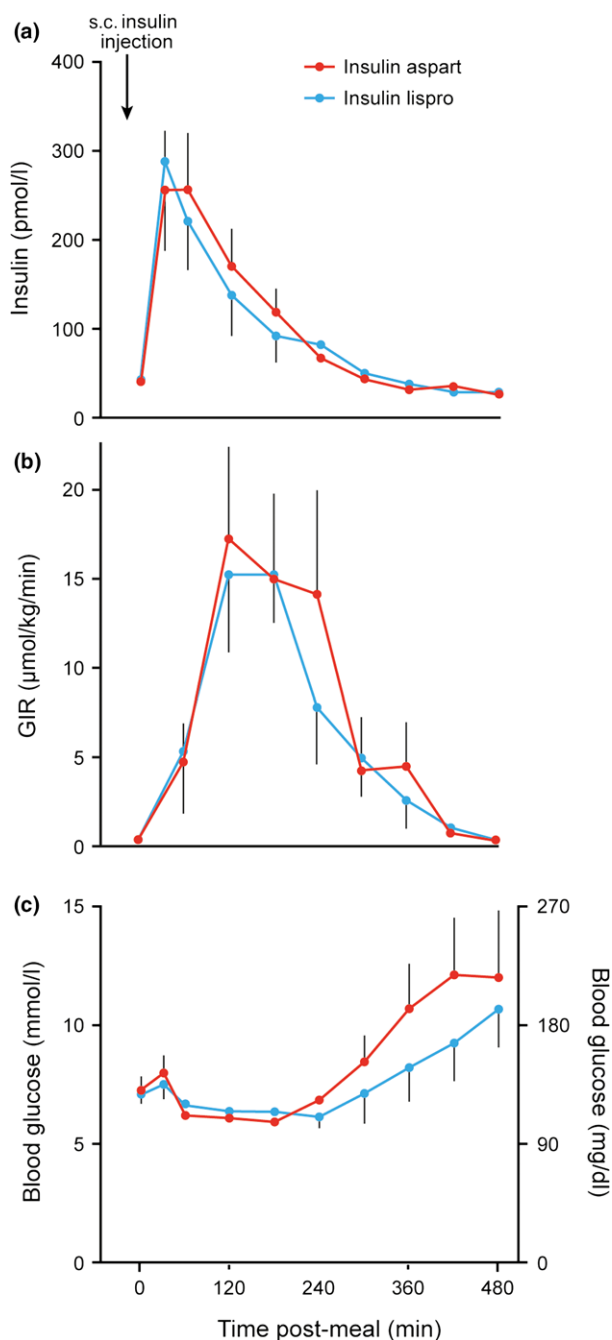 s.c. insulin
injection
(a)
400
300
200
100
0
Insulin (pmol/l)
Insulin aspart
Insulin lispro
(b)
20
15
10
5
0
GIR (µmol/kg/min)
(c)
15
10
5
0
Blood glucose (mmol/l)
270
180
90
0
Blood glucose (mg/dl)
0 120 240 360 480
Time post-meal (min)